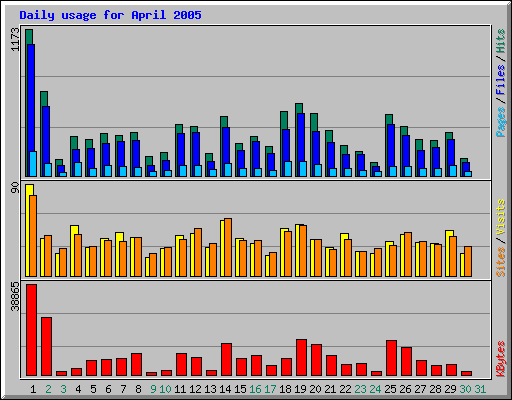 Daily usage for April 2005
1173
Pages / Files / Hits
90
Sites / Visits
38865
KBytes
1 2 3 4 5 6 7 8 9 10 11 12 13 14 15 16 17 18 19 20 21 22 23 24 25 26 27 28 29 30 31